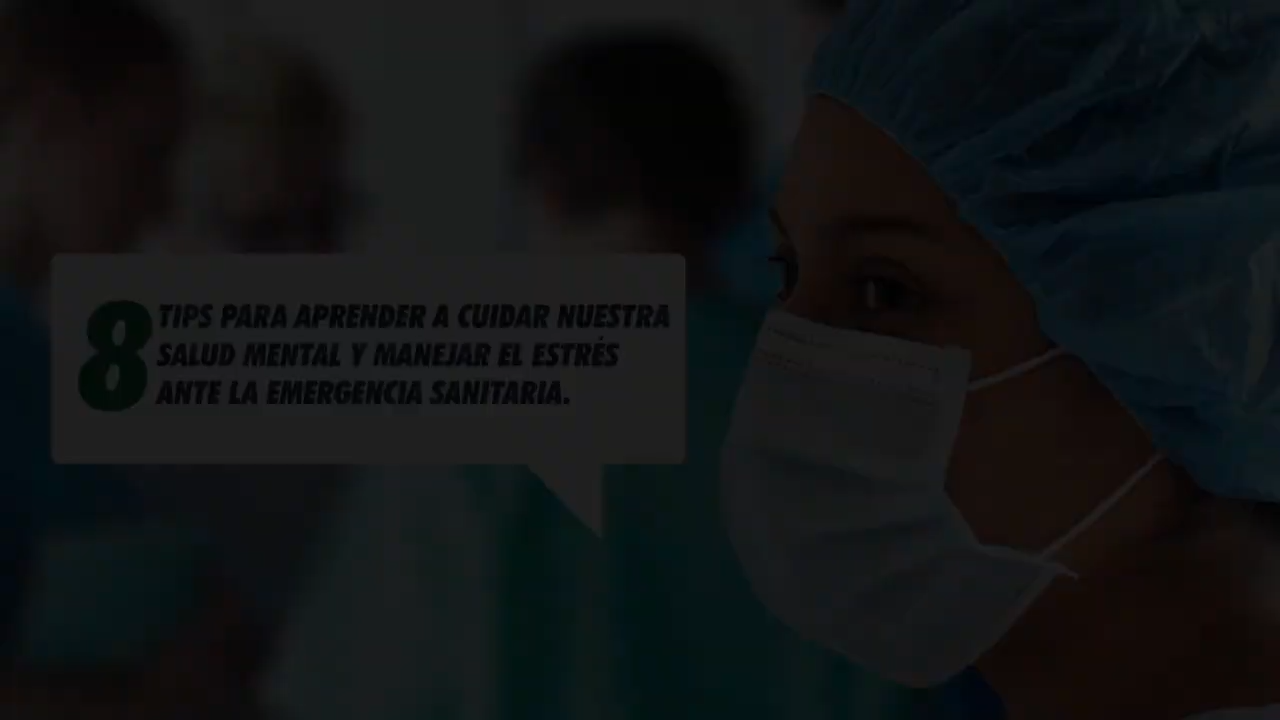 8 TIPS PARA APRENDER A CUIDAR NUESTRA
SALUD MENTAL Y MANEJAR EL ESTRÉS
ANTE LA EMERGENCIA SANITARIA.